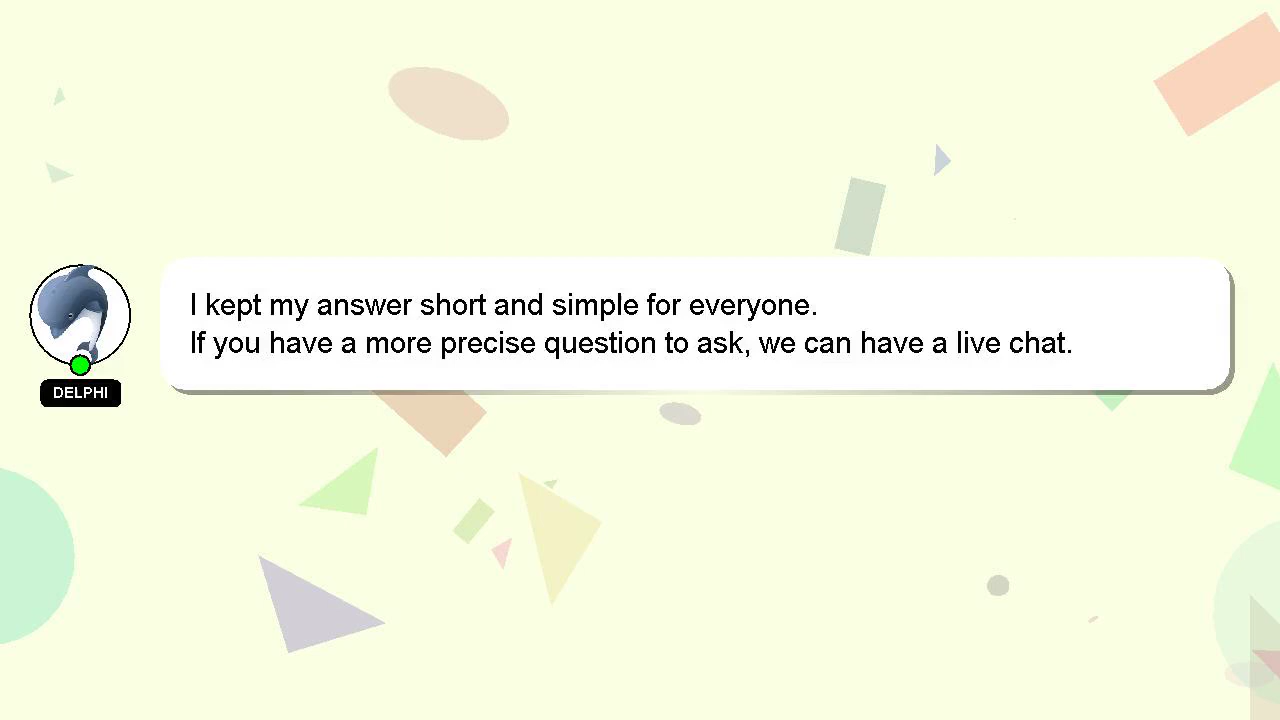 I kept my answer short and simple for everyone.
If you have a more precise question to ask, we can have a live chat.
DELPHI